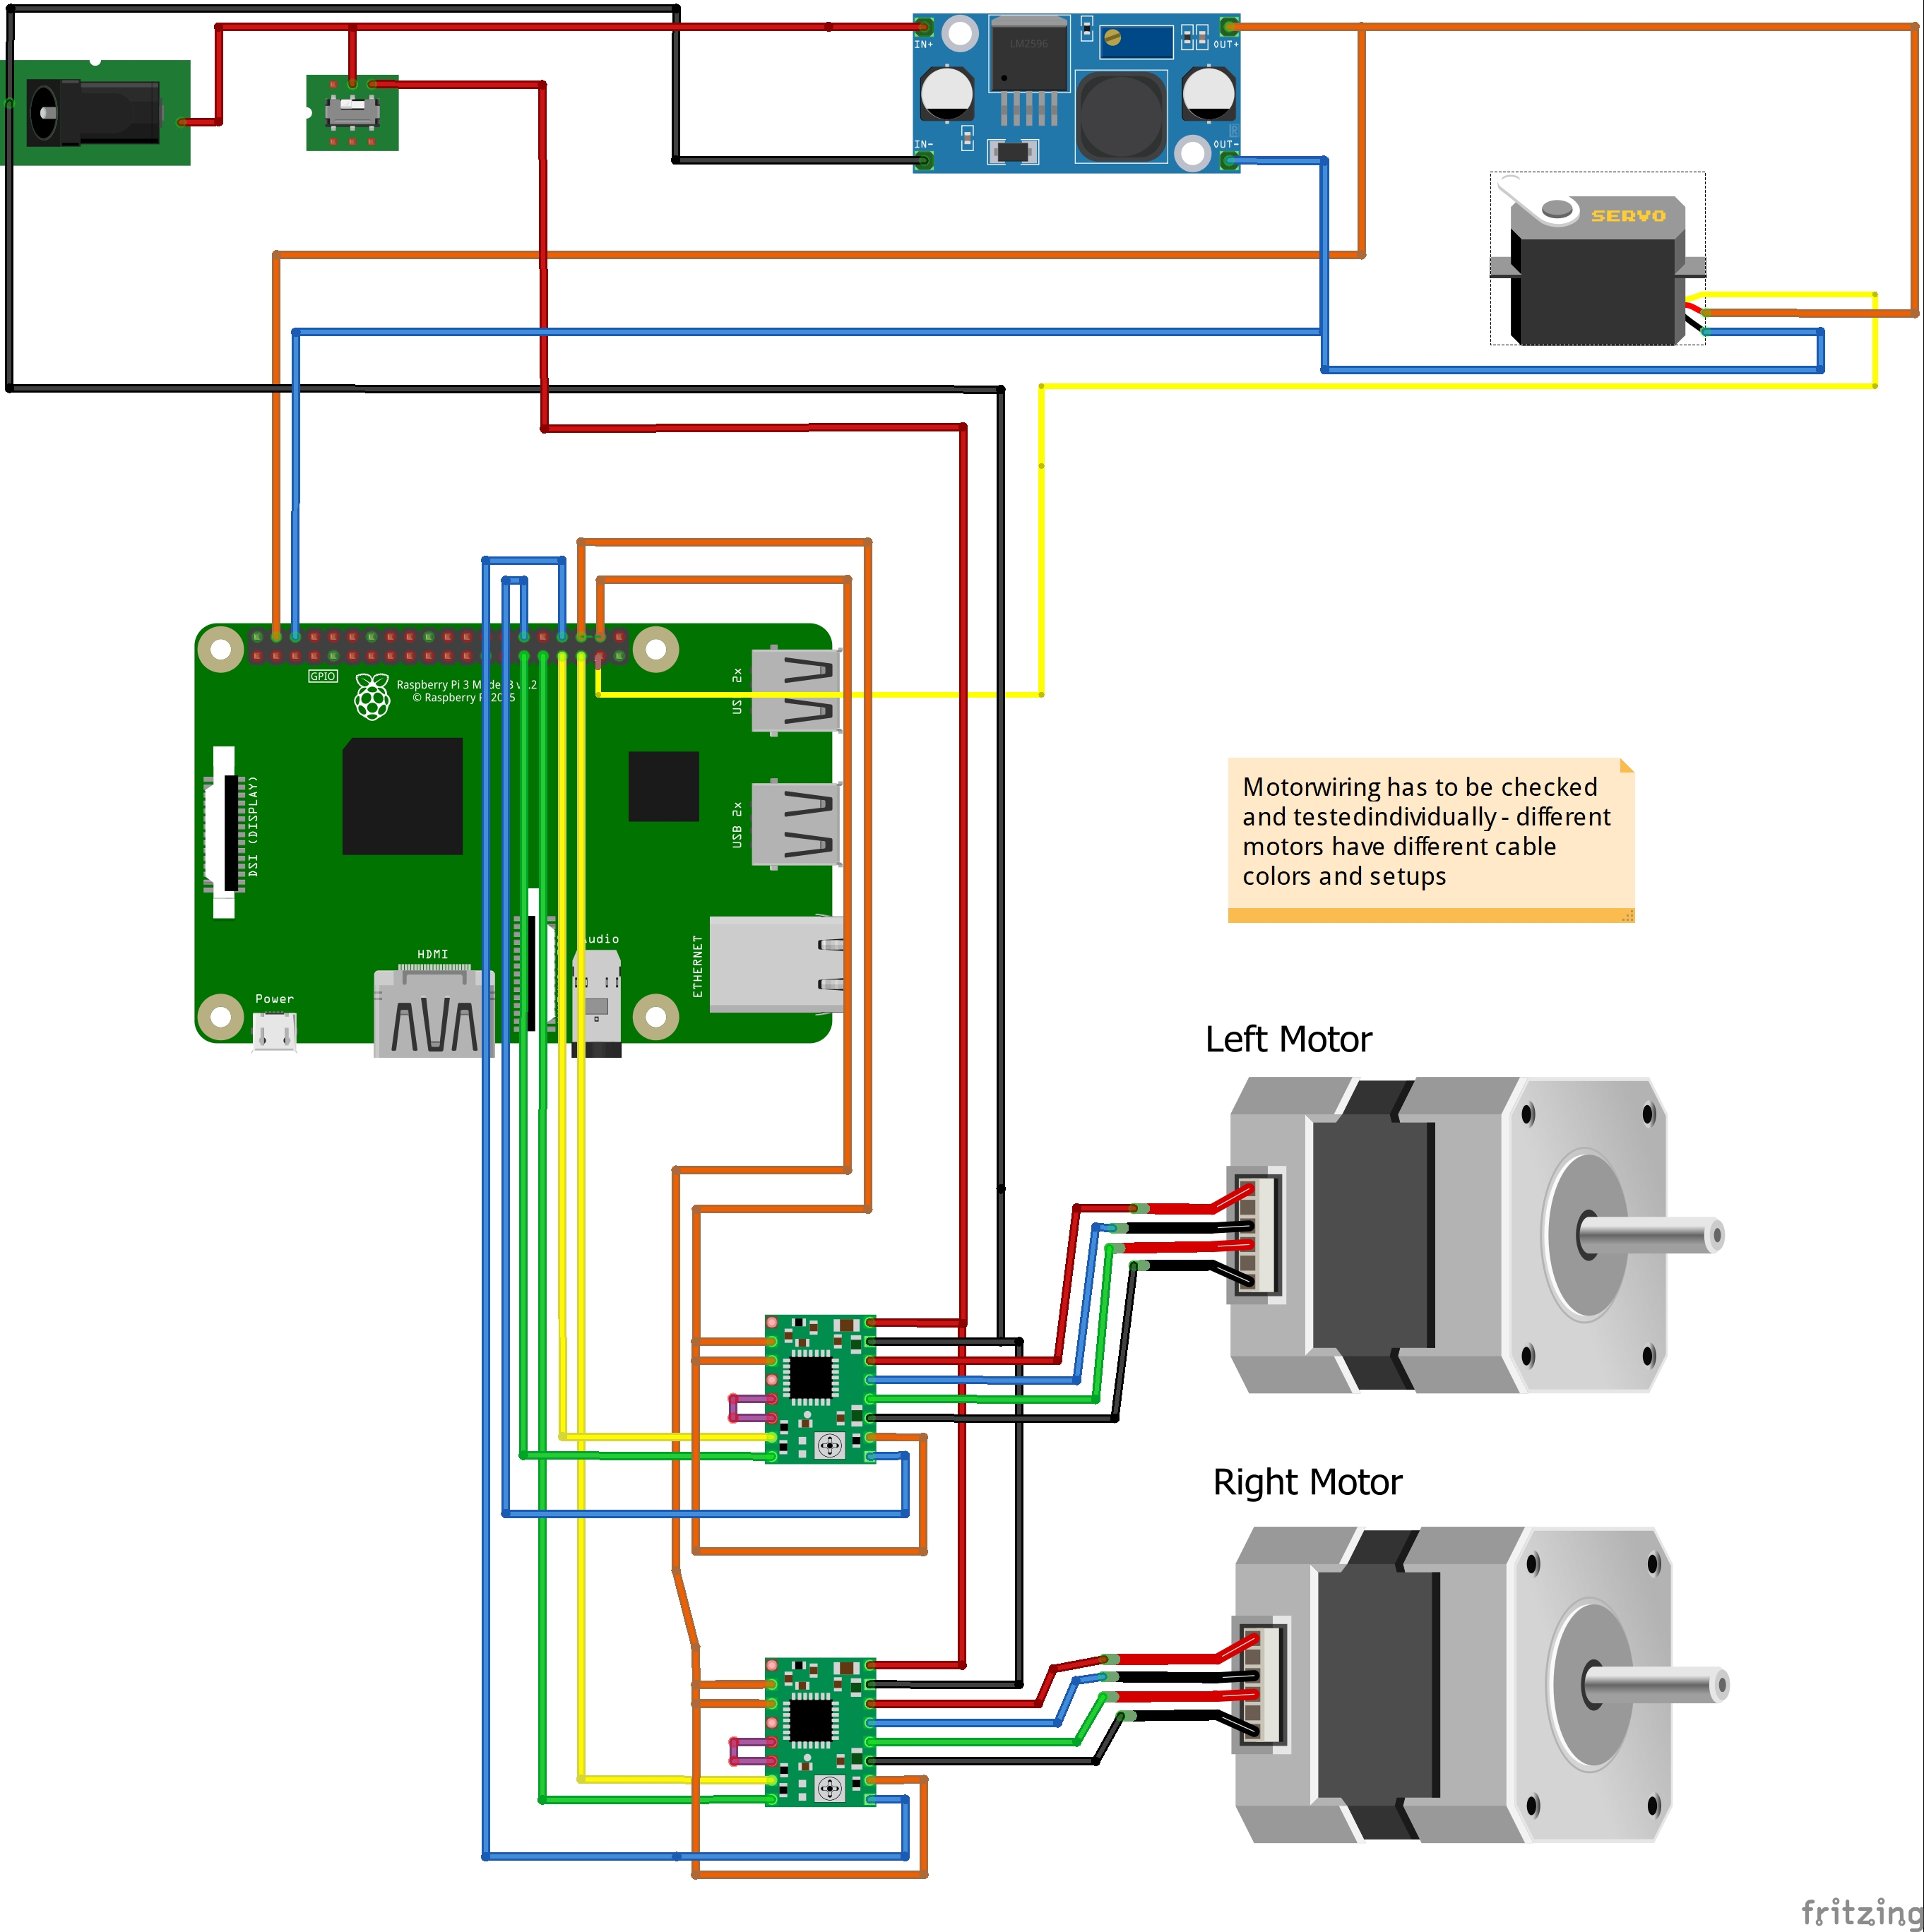 LM2596
IN+
OUT+
IN-
OUT-
SERVO
GPIO
Raspberry Pi 3 Model B v1.2
© Raspberry Pi 2015
USB 2x
DSI (DISPLAY)
USB 2x
Motorwiring has to be checked
and testedindividually - different
motors have different cable
colors and setups
HDMI
Audio
ETHERNET
Power
Left Motor
Right Motor
fritzing